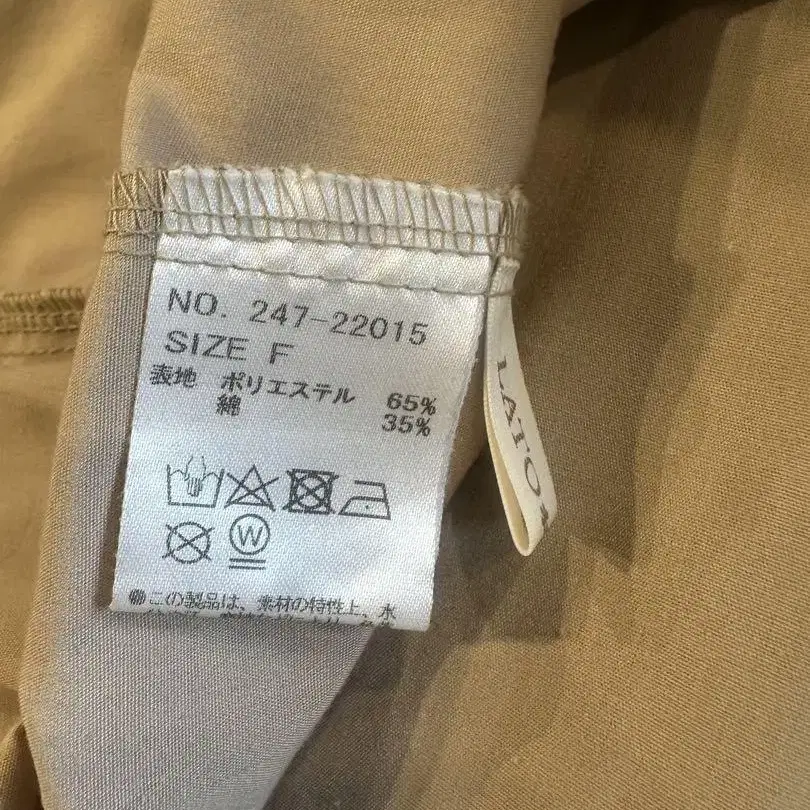 NO. 247-22015
SIZE F
表地 ポリエステル 65%
綿 35%
W
●この製品は、素材の特性上、水
LATO